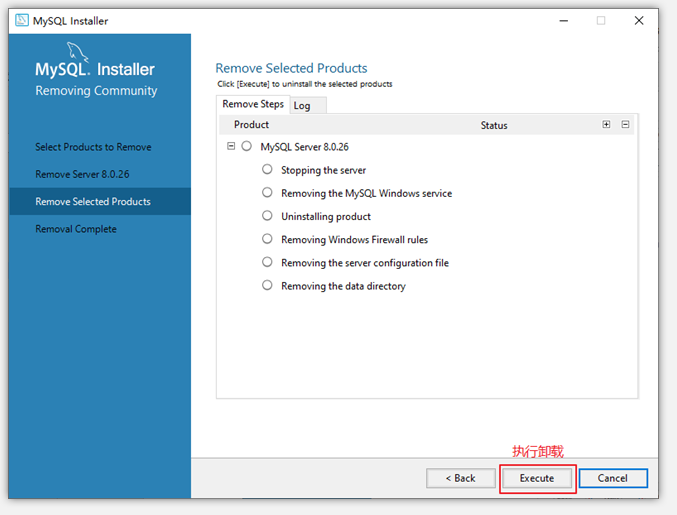 MySQL Installer
MySQL. Installer
Removing Community
Select Products to Remove
Remove Server 8.0.26
Remove Selected Products
Removal Complete
Remove Selected Products
Click [Execute] to uninstall the selected products
Remove Steps Log
Product Status
MySQL Server 8.0.26
Stopping the server
Removing the MySQL Windows service
Uninstalling product
Removing Windows Firewall rules
Removing the server configuration file
Removing the data directory
执行卸载
< Back Execute Cancel